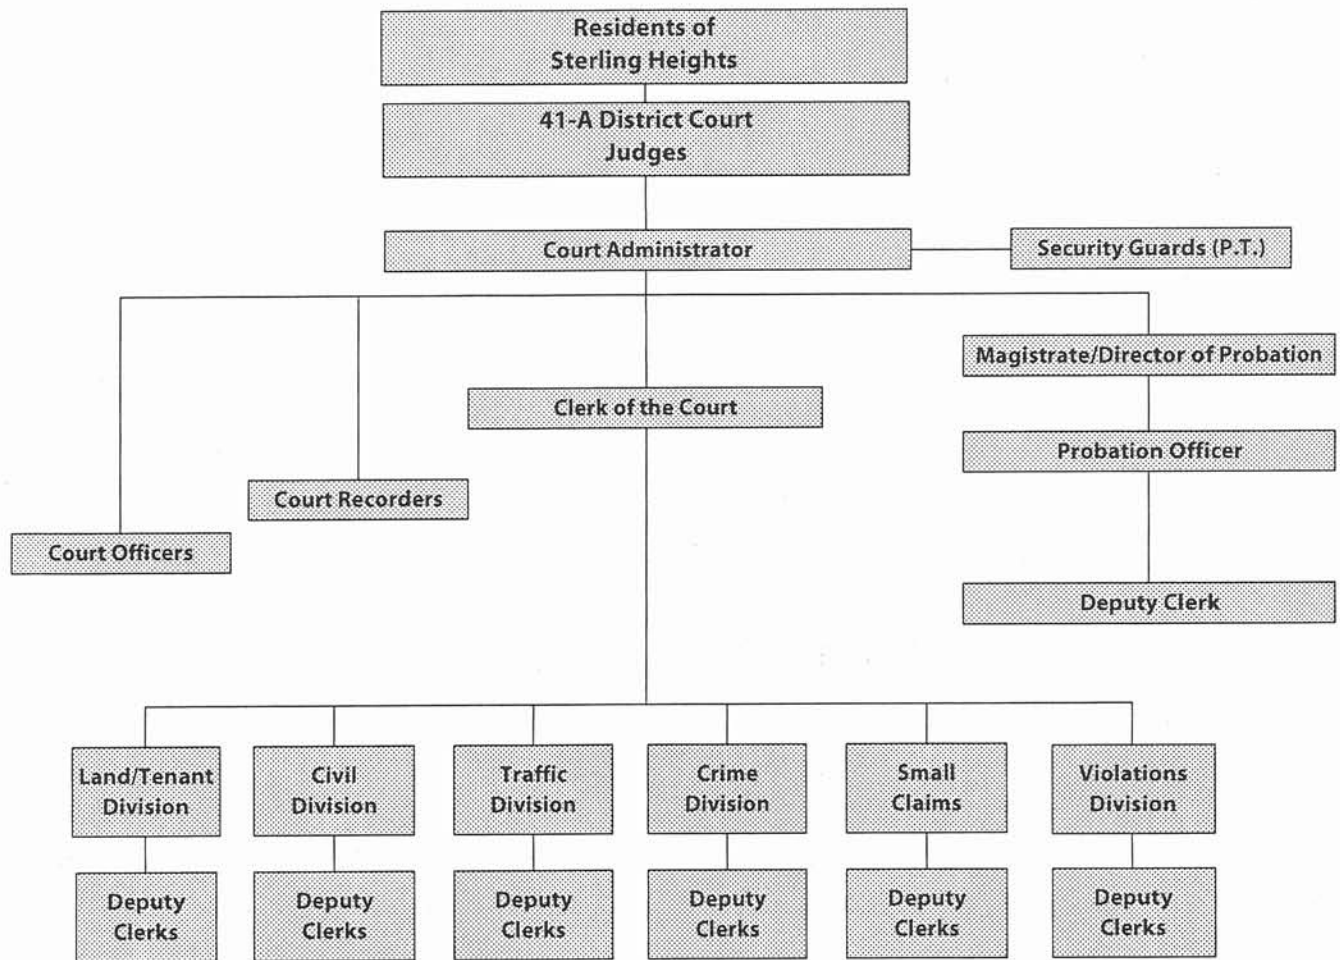 Residents of
Sterling Heights
41-A District Court
Judges
Court Administrator
Security Guards (P.T.)
Magistrate/Director of Probation
Clerk of the Court
Probation Officer
Court Recorders
Court Officers
Deputy Clerk
Land/Tenant
Division
Civil
Division
Traffic
Division
Crime
Division
Small
Claims
Violations
Division
Deputy
Clerks
Deputy
Clerks
Deputy
Clerks
Deputy
Clerks
Deputy
Clerks
Deputy
Clerks